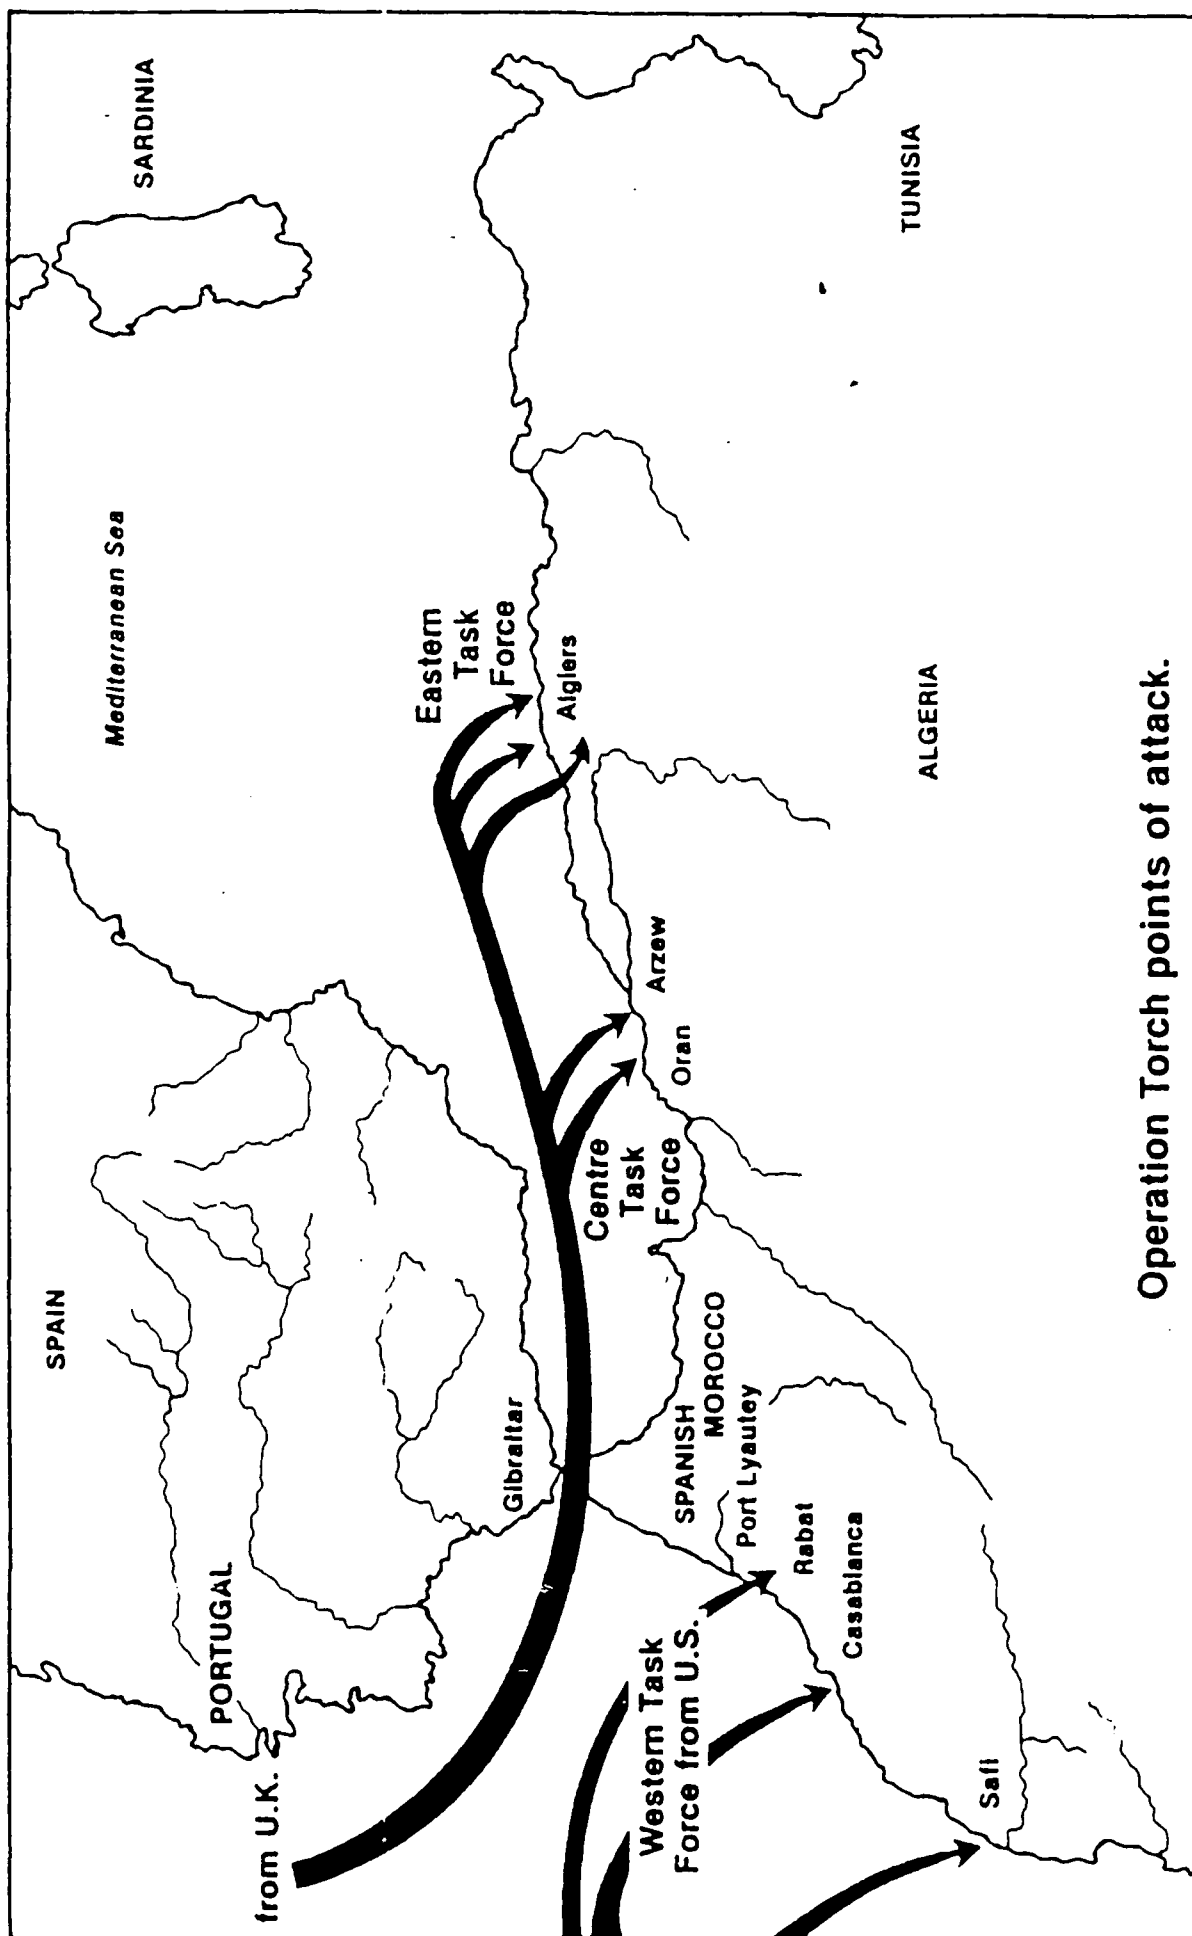 SPAIN
Mediterranean Sea
SARDINIA
PORTUGAL
from U.K.
Gibraltar
Eastern
Task
Force
Algiers
Centre
Task
Force
Arzew
Oran
SPANISH
MOROCCO
Port Lyautey
Rabat
Casablanca
Western Task
Force from U.S.
Safi
ALGERIA
TUNISIA
Operation Torch points of attack.